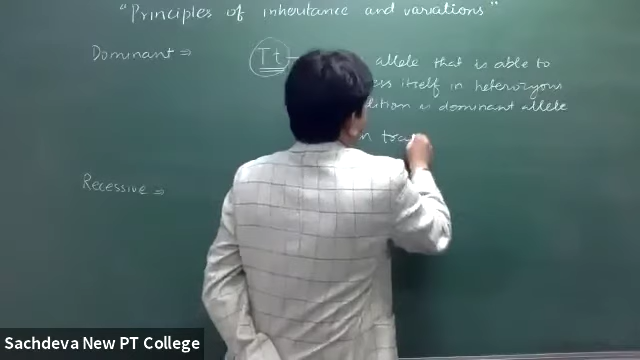 "Principles of inheritance and variations"
Dominant ⇒ Tt allele that is able to
itself in heterozygous
is dominant allele
tra
Recessive ⇒
Sachdeva New PT College